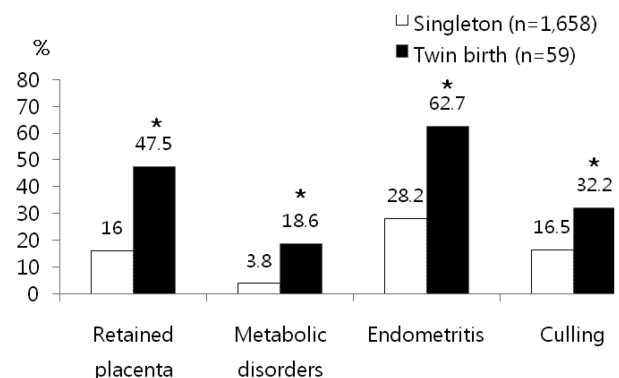 Singleton (n=1,658)
Twin birth (n=59)
%
80
70
60
50
40
30
20
10
0
16
*
47.5
3.8
*
18.6
28.2
*
62.7
16.5
*
32.2
Retained
placenta
Metabolic
disorders
Endometritis
Culling